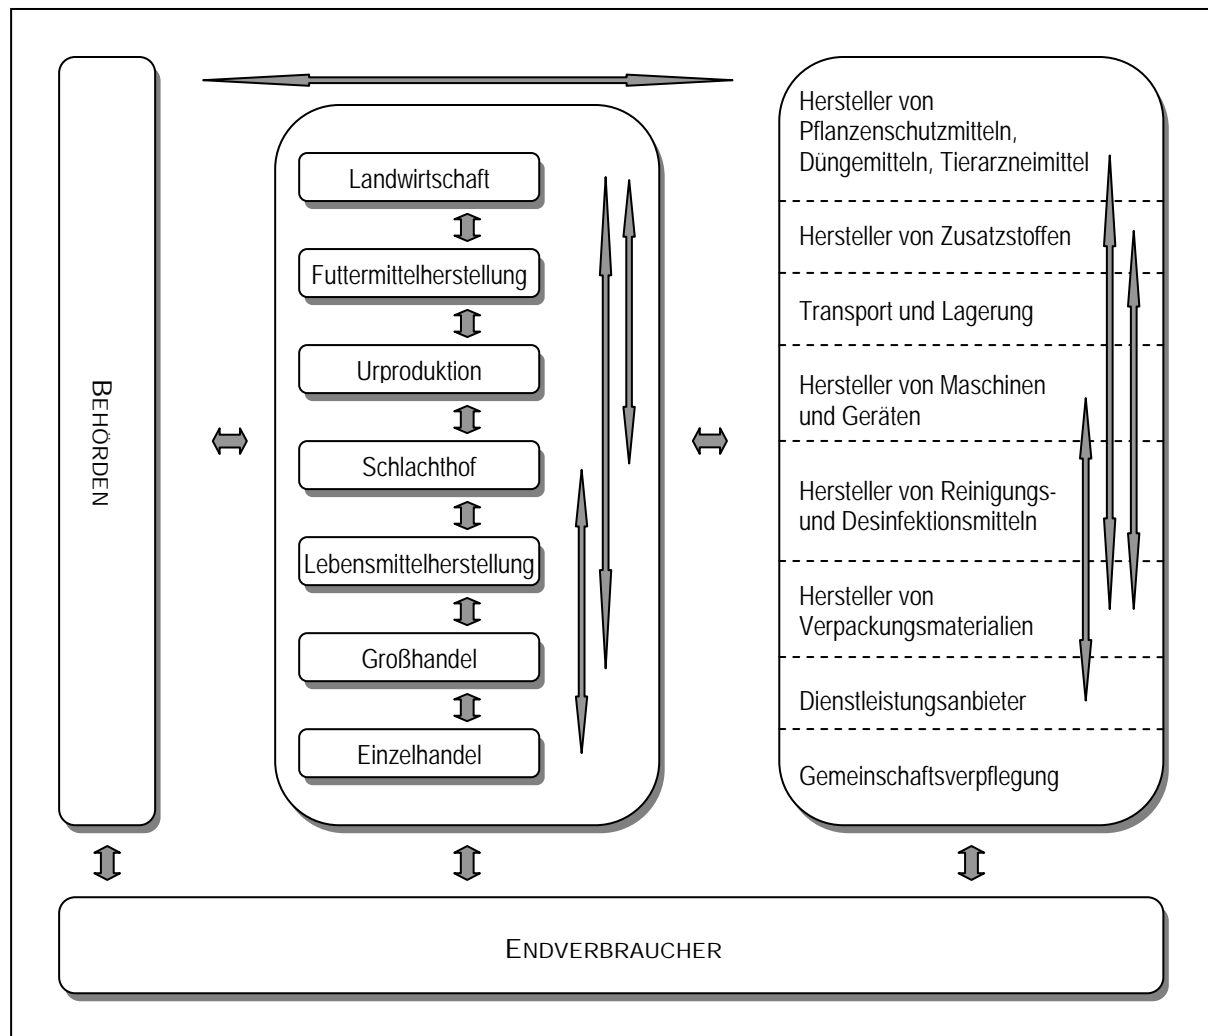 BEHÖRDEN
Landwirtschaft
Futtermittelherstellung
Urproduktion
Schlachthof
Lebensmittelherstellung
Großhandel
Einzelhandel
Hersteller von
Pflanzenschutzmitteln,
Düngemitteln, Tierarzneimittel
Hersteller von Zusatzstoffen
Transport und Lagerung
Hersteller von Maschinen
und Geräten
Hersteller von Reinigungs-
und Desinfektionsmitteln
Hersteller von
Verpackungsmaterialien
Dienstleistungsanbieter
Gemeinschaftsverpflegung
ENDVERBRAUCHER